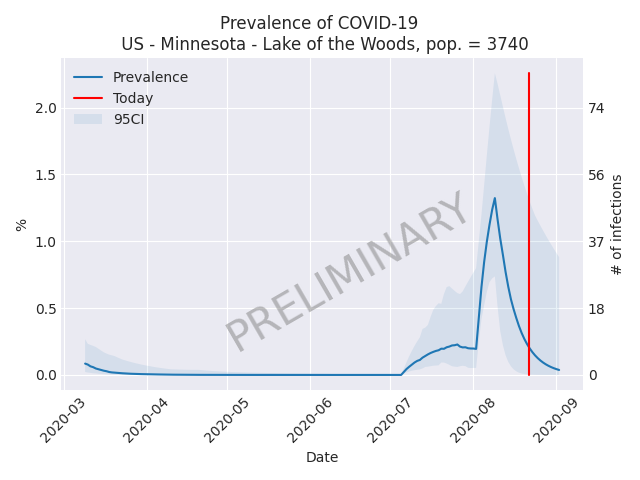 Prevalence of COVID-19
US - Minnesota - Lake of the Woods, pop. = 3740
Prevalence
Today
95CI
2.0
1.5
1.0
0.5
0.0
%
74
56
37
18
0
# of infections
PRELIMINARY
2020-03
2020-04
2020-05
2020-06
2020-07
2020-08
2020-09
Date